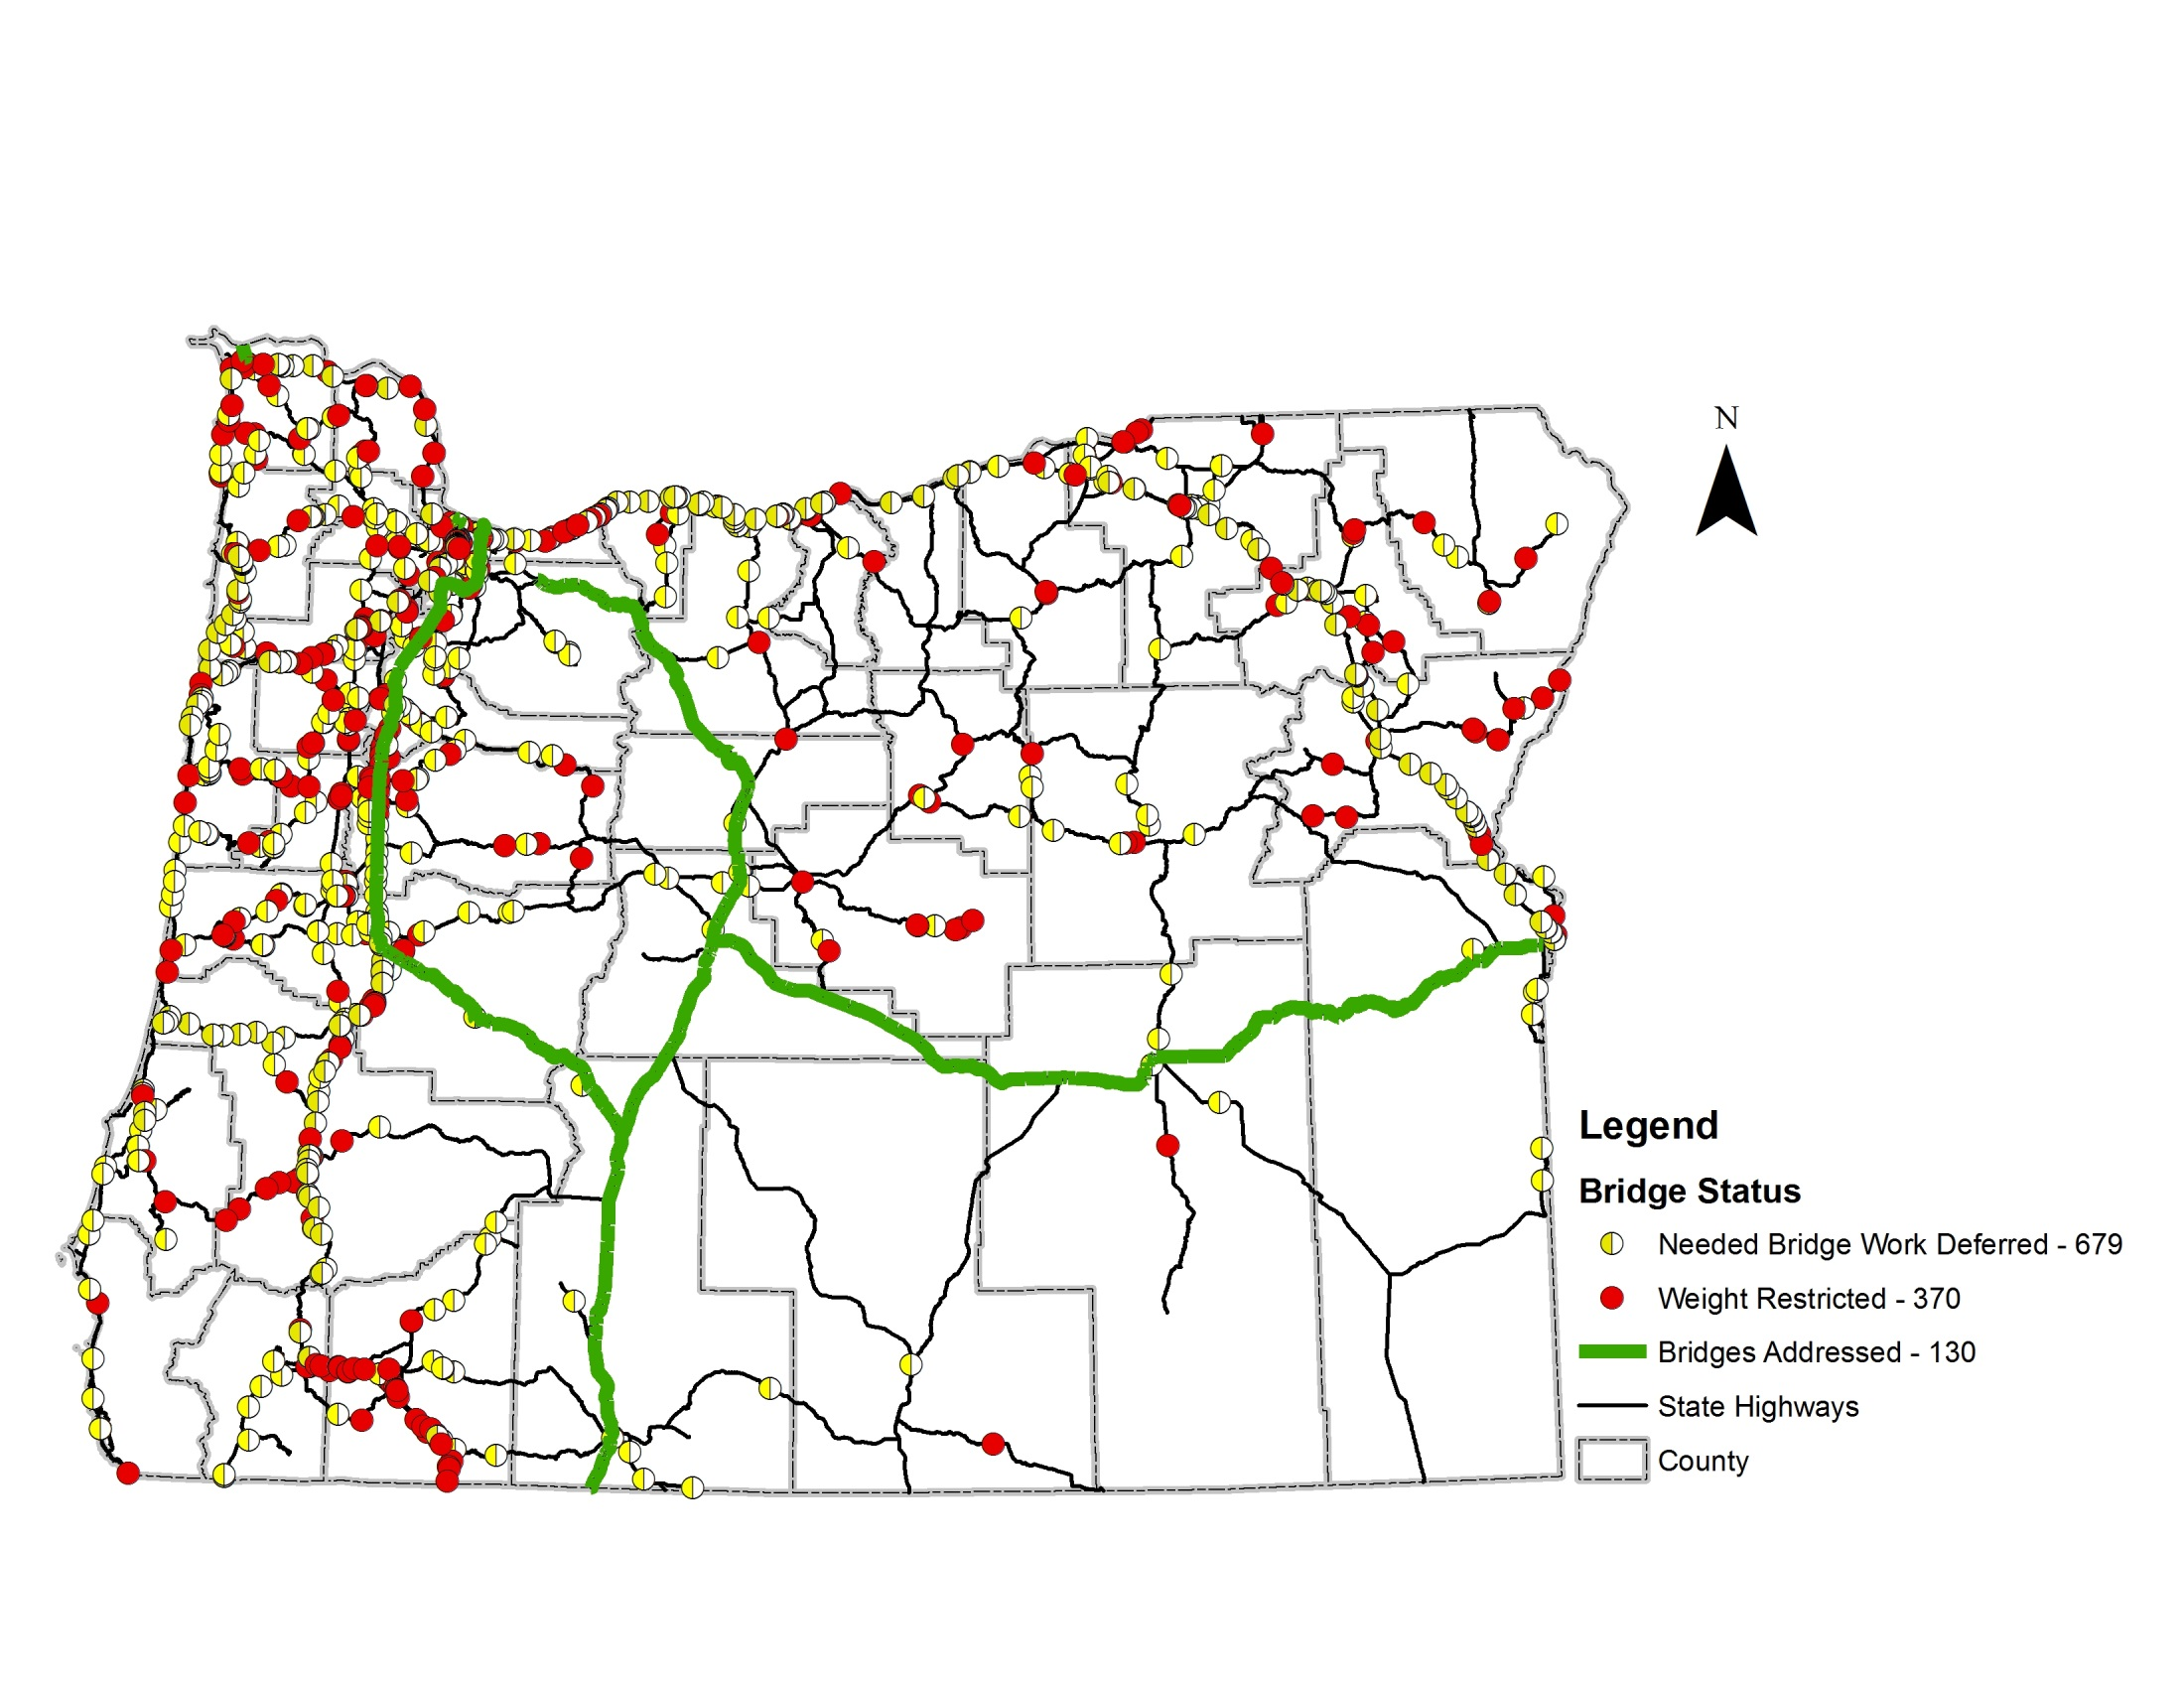 N
Legend
Bridge Status
Needed Bridge Work Deferred - 679
Weight Restricted - 370
Bridges Addressed - 130
State Highways
County